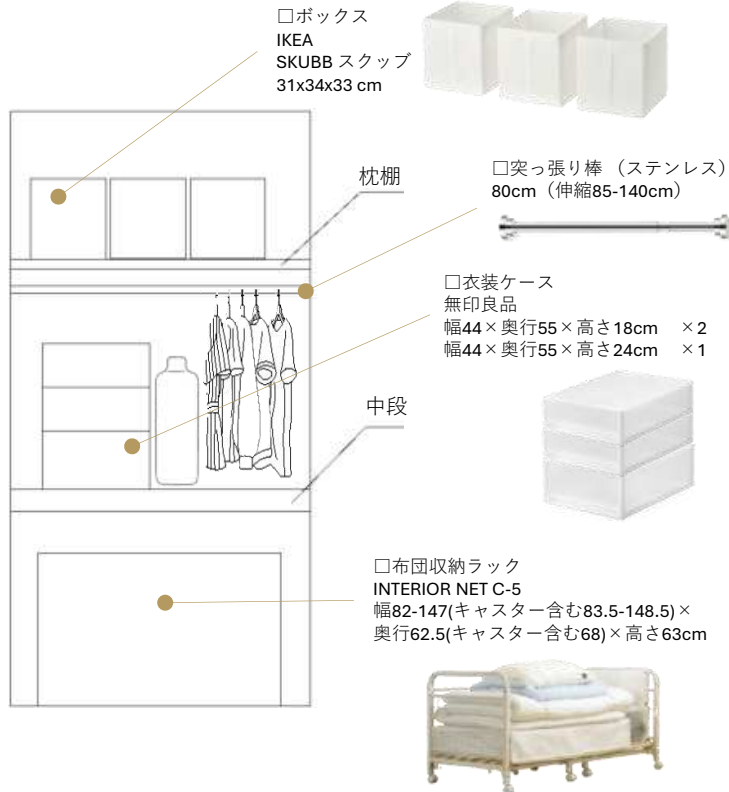 □ボックス
IKEA
SKUBB スクッブ
31x34x33 cm
枕棚
□突っ張り棒 （ステンレス）
80cm（伸縮85-140cm）
□衣装ケース
無印良品
幅44×奥行55×高さ18cm　×2
幅44×奥行55×高さ24cm　×1
中段
□布団収納ラック
INTERIOR NET C-5
幅82-147(キャスター含む83.5-148.5)×
奥行62.5(キャスター含む68)×高さ63cm